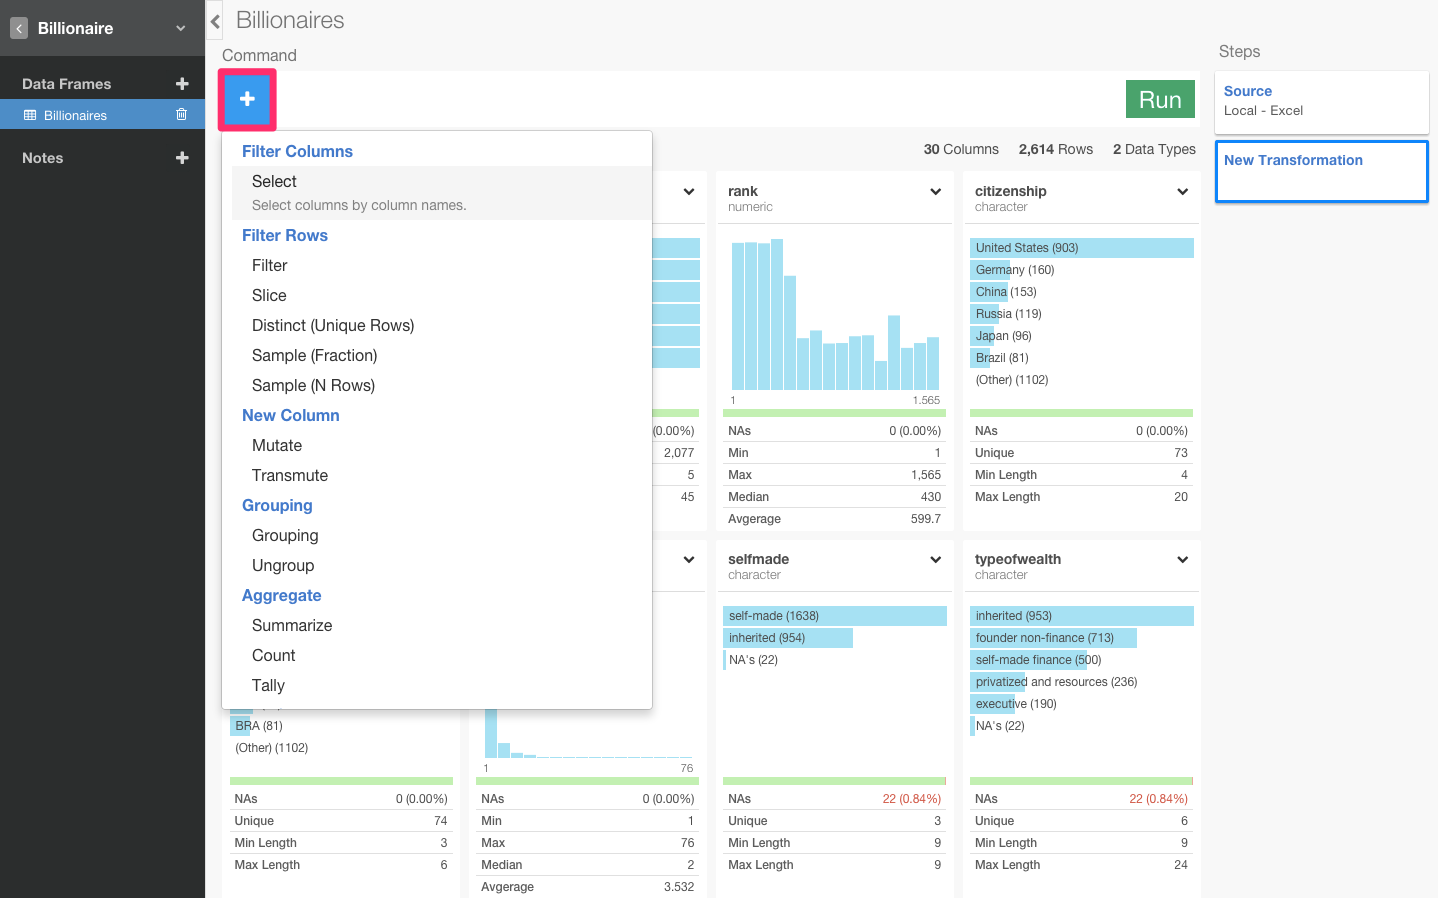 Billionaire
Data Frames
Billionaires
Notes
Billionaires
Command
Run
Filter Columns
Select
Select columns by column names.
Filter Rows
Filter
Slice
Distinct (Unique Rows)
Sample (Fraction)
Sample (N Rows)
New Column
Mutate
Transmute
Grouping
Grouping
Ungroup
Aggregate
Summarize
Count
Tally
30 Columns 2,614 Rows 2 Data Types
(0.00%)
2,077
5
45
rank
numeric
1 1.565
NAs 0 (0.00%)
Min 1
Max 1,565
Median 430
Avgerage 599.7
citizenship
character
United States (903)
Germany (160)
China (153)
Russia (119)
Japan (96)
Brazil (81)
(Other) (1102)
NAs 0 (0.00%)
Unique 73
Min Length 4
Max Length 20
BRA (81)
(Other) (1102)
NAs 0 (0.00%)
Unique 74
Min Length 3
Max Length 6
1 76
NAs 0 (0.00%)
Min 1
Max 76
Median 2
Avgerage 3.532
selfmade
character
self-made (1638)
inherited (954)
NA's (22)
NAs 22 (0.84%)
Unique 3
Min Length 9
Max Length 9
typeofwealth
character
inherited (953)
founder non-finance (713)
self-made finance (500)
privatized and resources (236)
executive (190)
NA's (22)
NAs 22 (0.84%)
Unique 6
Min Length 9
Max Length 24
Steps
Source
Local - Excel
New Transformation